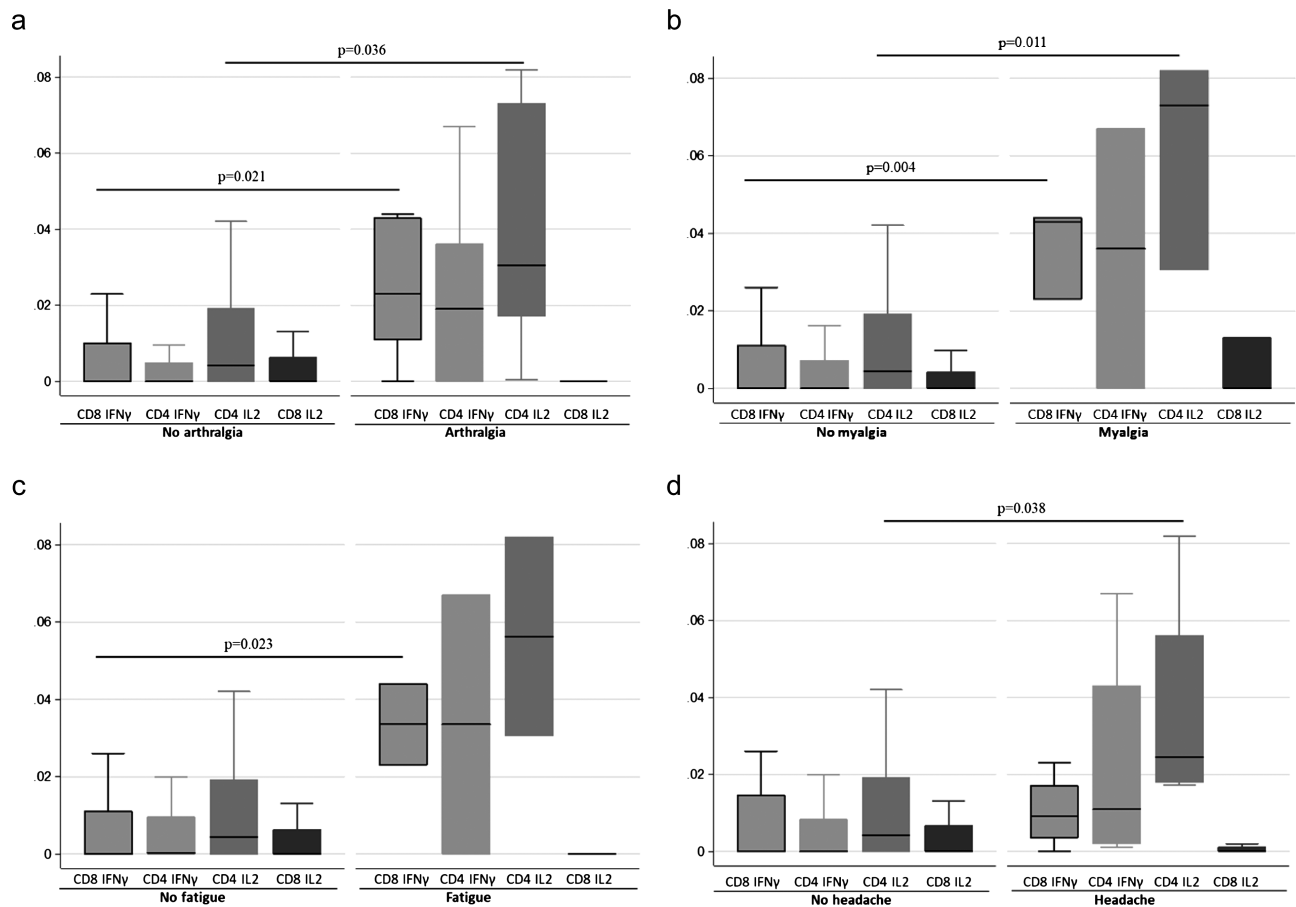 a
p=0.036
.08
.06
p=0.021
.04
.02
0
CD8 IFNγ CD4 IFNγ CD4 IL2 CD8 IL2 CD8 IFNγ CD4 IFNγ CD4 IL2 CD8 IL2
No arthralgia Arthralgia
b
p=0.011
.08
.06
p=0.004
.04
.02
0
CD8 IFNγ CD4 IFNγ CD4 IL2 CD8 IL2 CD8 IFNγ CD4 IFNγ CD4 IL2 CD8 IL2
No myalgia Myalgia
c
.08
.06
p=0.023
.04
.02
0
CD8 IFNγ CD4 IFNγ CD4 IL2 CD8 IL2 CD8 IFNγ CD4 IFNγ CD4 IL2 CD8 IL2
No fatigue Fatigue
d
p=0.038
.08
.06
.04
.02
0
CD8 IFNγ CD4 IFNγ CD4 IL2 CD8 IL2 CD8 IFNγ CD4 IFNγ CD4 IL2 CD8 IL2
No headache Headache